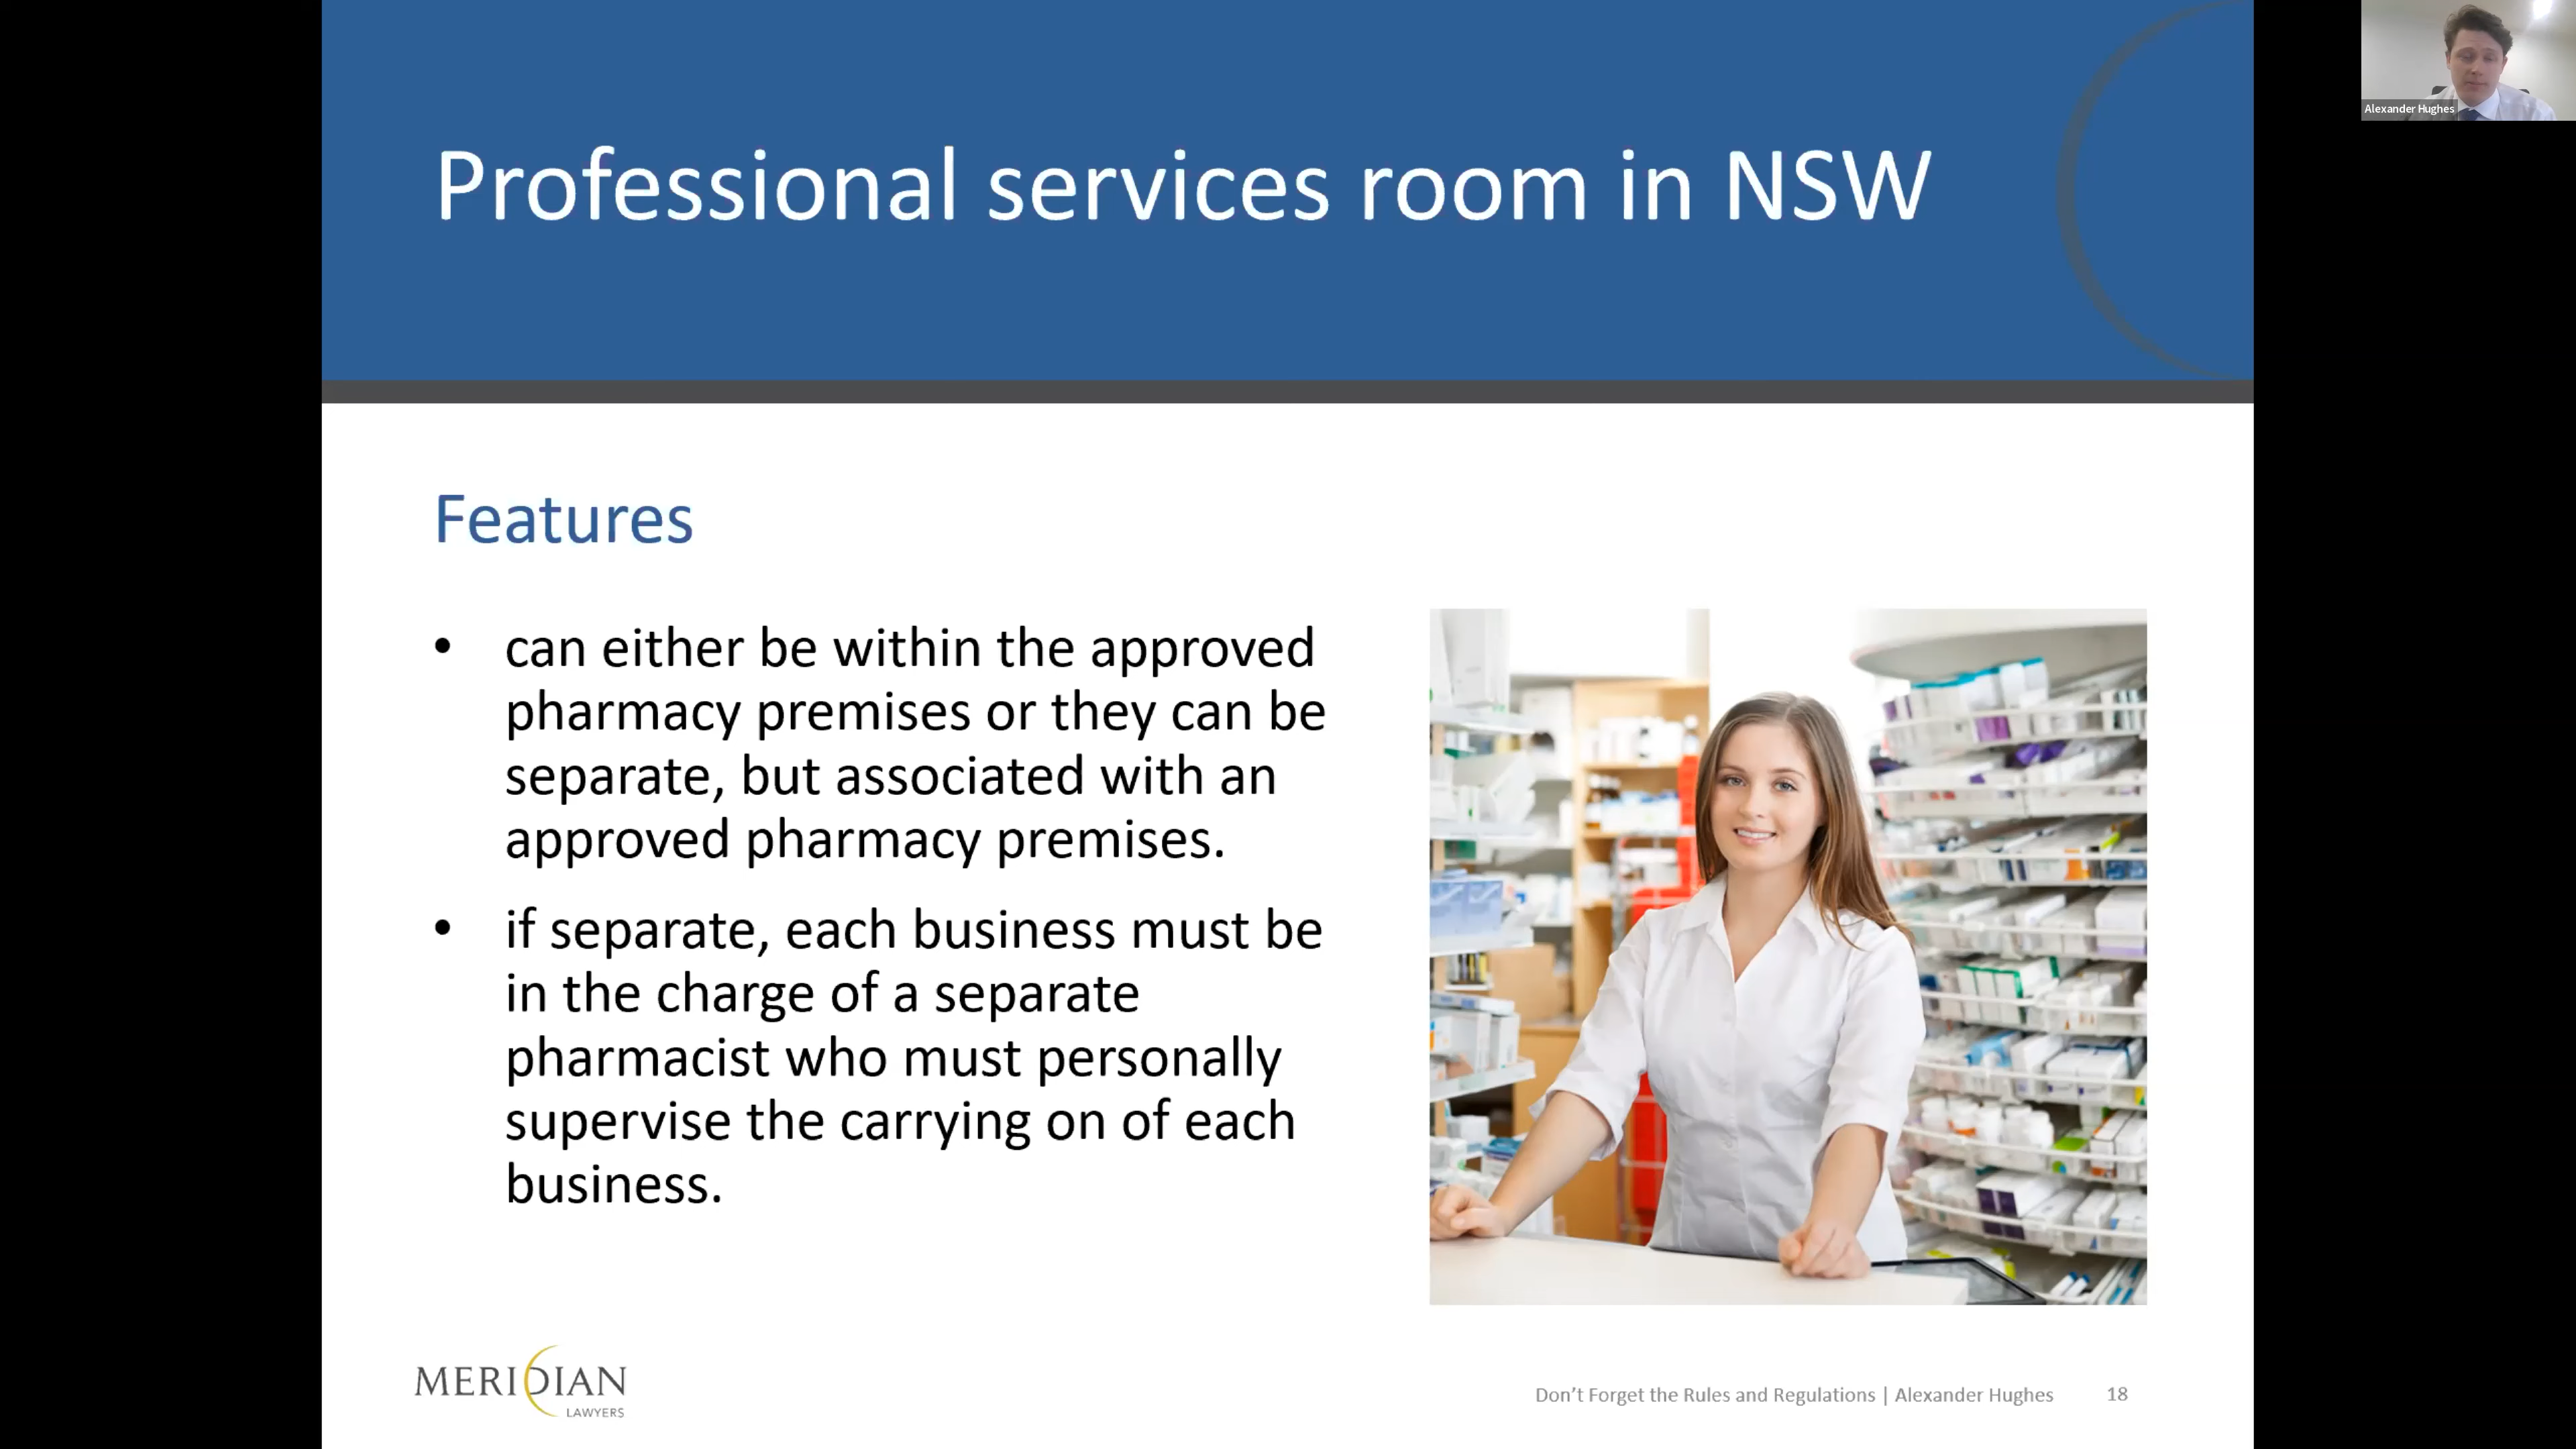 Professional services room in NSW
Alexander Hughes
Features
• can either be within the approved
pharmacy premises or they can be
separate, but associated with an
approved pharmacy premises.
• if separate, each business must be
in the charge of a separate
pharmacist who must personally
supervise the carrying on of each
business.
MERIDIAN
LAWYERS
Don’t Forget the Rules and Regulations | Alexander Hughes 18